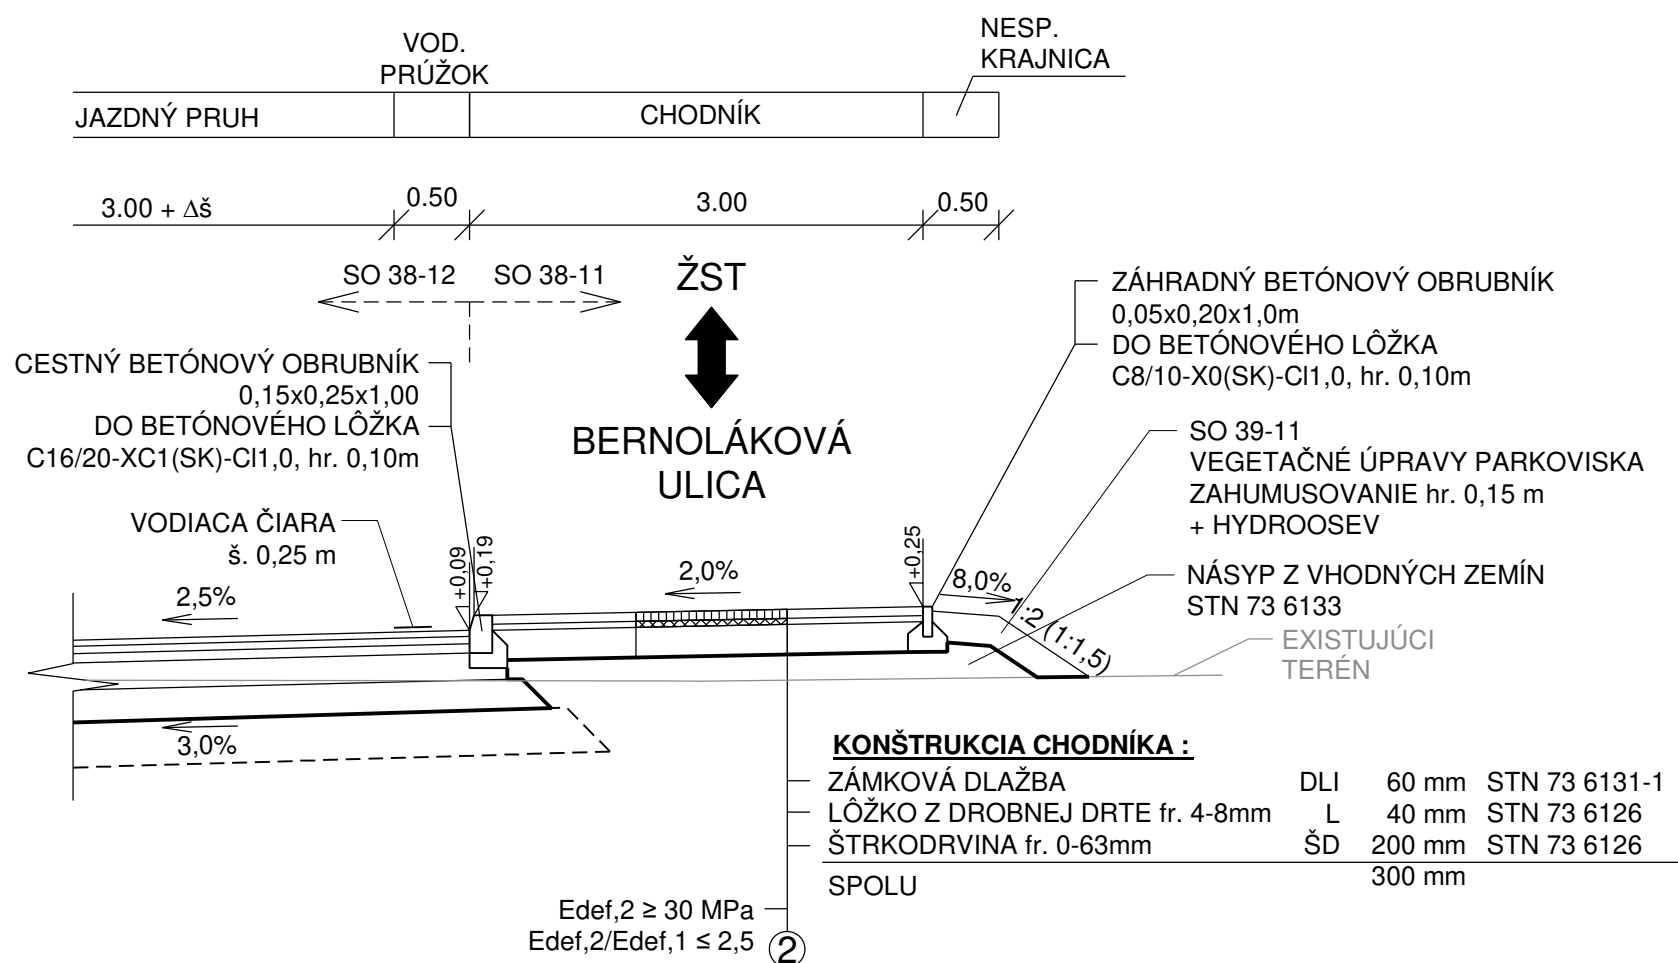 NESP.
KRAJNICA
VOD.
PRÚŽOK
JAZDNÝ PRUH
CHODNÍK
3.00 + Δš
0.50
3.00
0.50
SO 38-12
SO 38-11
ŽST
BERNOLÁKOVÁ
ULICA
CESTNÝ BETÓNOVÝ OBRUBNÍK
0,15x0,25x1,00
DO BETÓNOVÉHO LÔŽKA
C16/20-XC1(SK)-Cl1,0, hr. 0,10m
VODIACA ČIARA
š. 0,25 m
ZÁHRADNÝ BETÓNOVÝ OBRUBNÍK
0,05x0,20x1,0m
DO BETÓNOVÉHO LÔŽKA
C8/10-X0(SK)-Cl1,0, hr. 0,10m
SO 39-11
VEGETAČNÉ ÚPRAVY PARKOVISKA
ZAHUMUSOVANIE hr. 0,15 m
+ HYDROOSEV
NÁSYP Z VHODNÝCH ZEMÍN
STN 73 6133
EXISTUJÚCI
TERÉN
+0,09
+0,19
+0,25
2,5%
2,0%
8,0%
1:2 (1:1,5)
3,0%
KONŠTRUKCIA CHODNÍKA :
ZÁMKOVÁ DLAŽBA DLI 60 mm STN 73 6131-1
LÔŽKO Z DROBNEJ DRTE fr. 4-8mm L 40 mm STN 73 6126
ŠTRKODRVINA fr. 0-63mm ŠD 200 mm STN 73 6126
SPOLU 300 mm
Edef,2 ≥ 30 MPa
Edef,2/Edef,1 ≤ 2,5
2